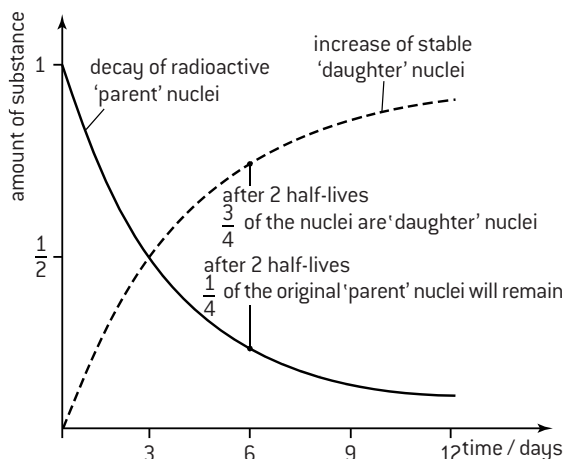 amount of substance
1
1
2
decay of radioactive
'parent' nuclei
increase of stable
'daughter' nuclei
after 2 half-lives
3
4
of the nuclei are 'daughter' nuclei
after 2 half-lives
1
4
of the original 'parent' nuclei will remain
3
6
9
12
time / days